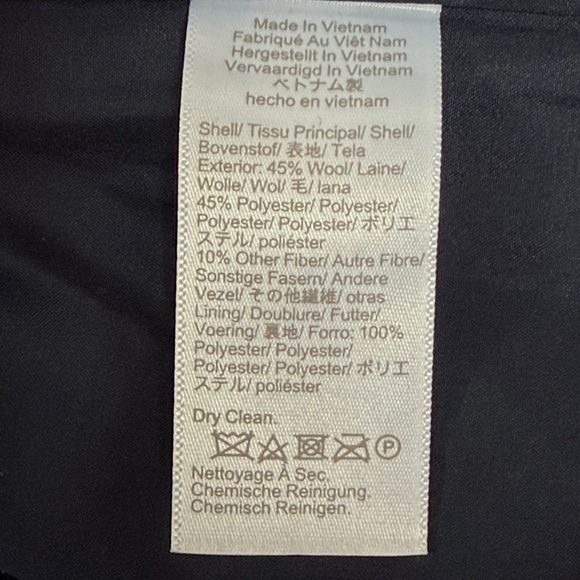 Made In Vietnam
Fabriqué Au Viêt Nam
Hergestellt In Vietnam
Vervaardigd In Vietnam
ベトナム製
hecho en vietnam
Shell/ Tissu Principal/ Shell/
Bovenstof/ 表地/ Tela
Exterior: 45% Wool/ Laine/
Wolle/ Wol/ 毛/ lana
45% Polyester/ Polyester/
Polyester/ Polyester/ ポリエ
ステル/ poliéster
10% Other Fiber/ Autre Fibre/
Sonstige Fasern/ Andere
Vezel/ その他繊維/ otras
Lining/ Doublure/ Futter/
Voering/ 裏地/ Forro: 100%
Polyester/ Polyester/
Polyester/ Polyester/ ポリエ
ステル/ poliéster
Dry Clean.
P
Nettoyage À Sec.
Chemische Reinigung.
Chemisch Reinigen.